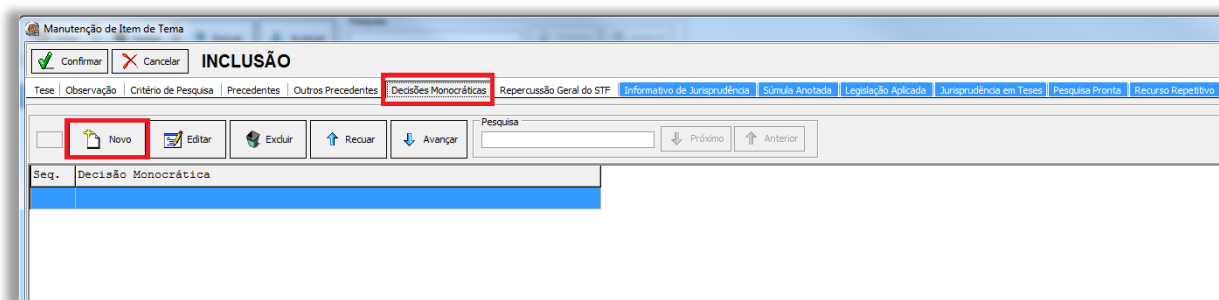 Manutenção de Item de Tema
Confirmar Cancelar INCLUSÃO
Tese Observação Critério de Pesquisa Precedentes Outros Precedentes Decisões Monocráticas Repercussão Geral do STF Informativo de Jurisprudência Súmula Anotada Legislação Aplicada Jurisprudência em Teses Pesquisa Pronta Recurso Repetitivo
Pesquisa
Novo Editar Excluir Recuar Avançar Próximo Anterior
Seq. Decisão Monocrática